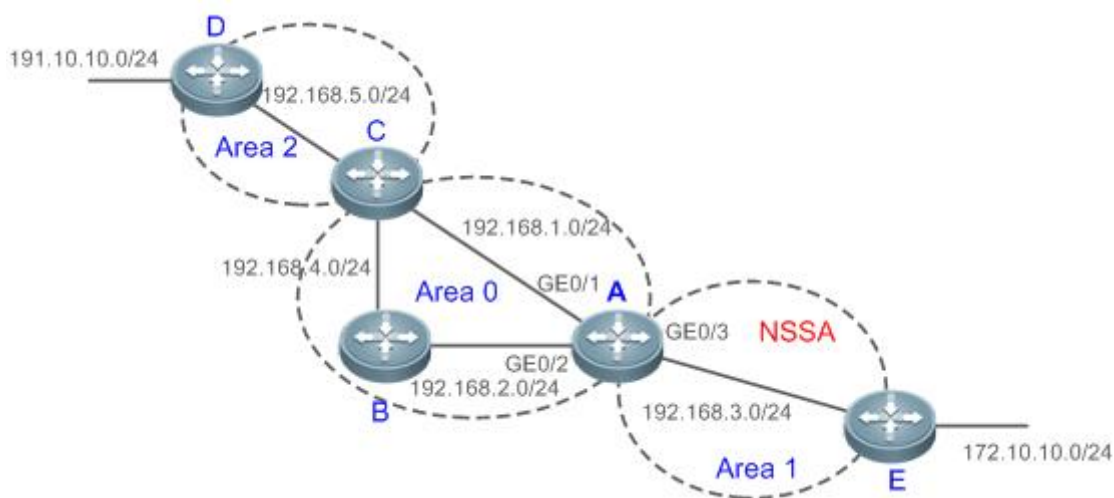 D
191.10.10.0/24
192.168.5.0/24
C
Area 2
192.168.1.0/24
192.168.4.0/24
GE0/1
Area 0
A
GE0/3
NSSA
GE0/2
192.168.2.0/24
B
192.168.3.0/24
172.10.10.0/24
Area 1
E